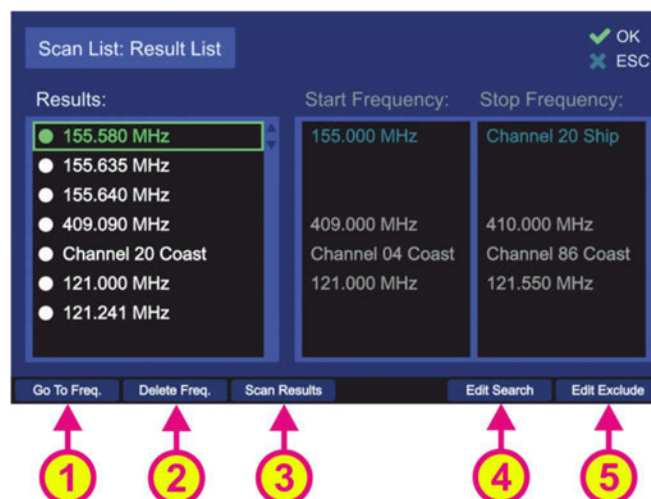 Scan List: Result List
OK
ESC
Results:
Start Frequency:
Stop Frequency:
155.580 MHz
155.000 MHz
Channel 20 Ship
155.635 MHz
155.640 MHz
409.090 MHz
409.000 MHz
410.000 MHz
Channel 20 Coast
Channel 04 Coast
Channel 86 Coast
121.000 MHz
121.000 MHz
121.550 MHz
121.241 MHz
Go To Freq.
Delete Freq.
Scan Results
Edit Search
Edit Exclude
1
2
3
4
5